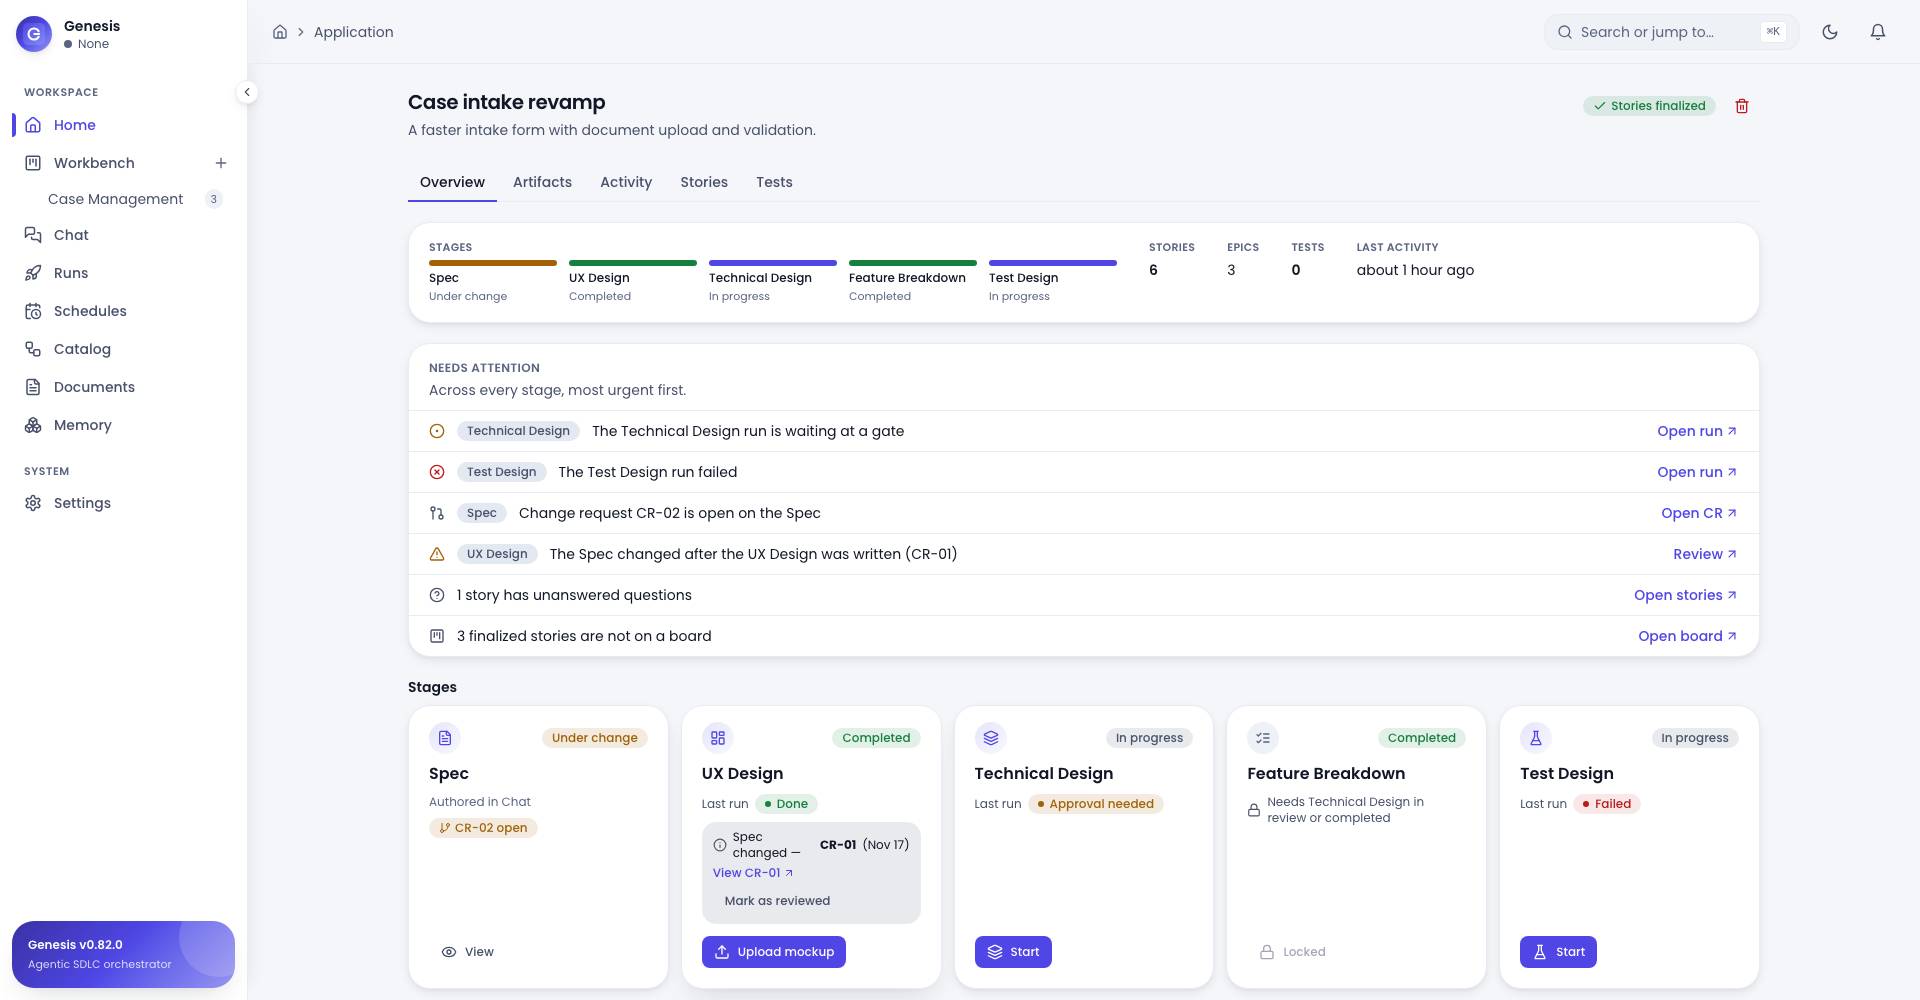 Genesis
None
WORKSPACE
Home
Workbench
Case Management 3
Chat
Runs
Schedules
Catalog
Documents
Memory
SYSTEM
Settings
Genesis v0.82.0
Agentic SDLC orchestrator
Application
Search or jump to... ⌘K
Case intake revamp
A faster intake form with document upload and validation.
Stories finalized
Overview Artifacts Activity Stories Tests
STAGES
Spec
Under change
UX Design
Completed
Technical Design
In progress
Feature Breakdown
Completed
Test Design
In progress
STORIES
6
EPICS
3
TESTS
0
LAST ACTIVITY
about 1 hour ago
NEEDS ATTENTION
Across every stage, most urgent first.
Technical Design The Technical Design run is waiting at a gate Open run
Test Design The Test Design run failed Open run
Spec Change request CR-02 is open on the Spec Open CR
UX Design The Spec changed after the UX Design was written (CR-01) Review
1 story has unanswered questions Open stories
3 finalized stories are not on a board Open board
Stages
Under change
Spec
Authored in Chat
CR-02 open
View
Completed
UX Design
Last run Done
Spec changed — CR-01 (Nov 17)
View CR-01
Mark as reviewed
Upload mockup
In progress
Technical Design
Last run Approval needed
Start
Completed
Feature Breakdown
Needs Technical Design in
review or completed
Locked
In progress
Test Design
Last run Failed
Start